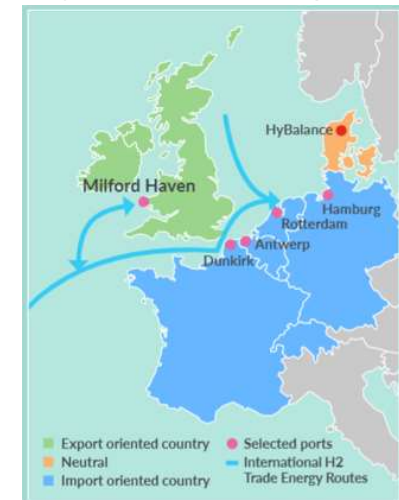 HyBalance
Milford Haven
Hamburg
Rotterdam
Antwerp
Dunkirk
Export oriented country
Neutral
Import oriented country
Selected ports
International H2
Trade Energy Routes